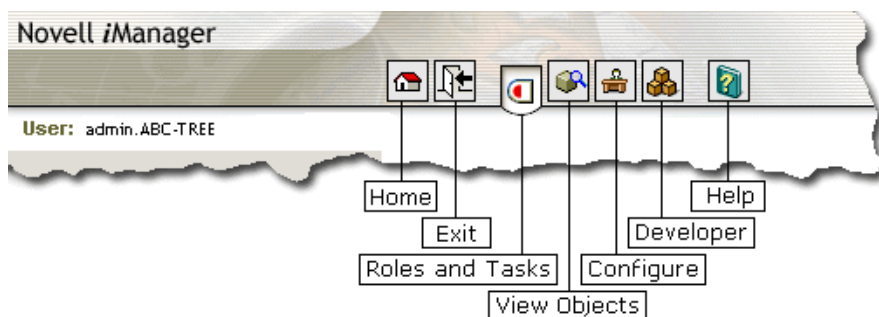 Novell iManager
User: admin.ABC-TREE
Home
Help
Exit
Developer
Roles and Tasks
Configure
View Objects